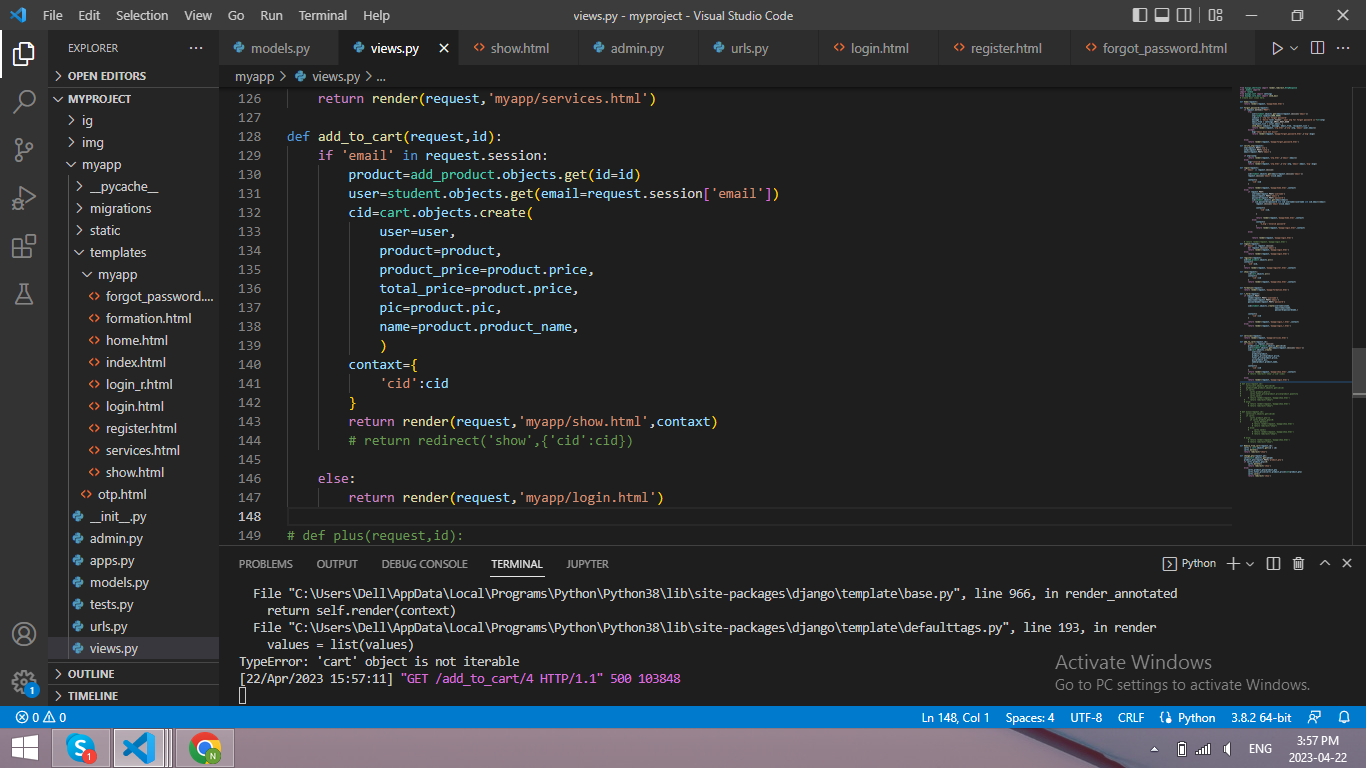 File Edit Selection View Go Run Terminal Help
views.py - myproject - Visual Studio Code
EXPLORER
OPEN EDITORS
MYPROJECT
ig
img
myapp
__pycache__
migrations
static
templates
myapp
forgot_password....
formation.html
home.html
index.html
login_r.html
login.html
register.html
services.html
show.html
otp.html
__init__.py
admin.py
apps.py
models.py
tests.py
urls.py
views.py
OUTLINE
TIMELINE
models.py views.py show.html admin.py urls.py login.html register.html forgot_password.html
myapp > views.py > ...
126 return render(request,'myapp/services.html')
127
128 def add_to_cart(request,id):
129 if 'email' in request.session:
130 product=add_product.objects.get(id=id)
131 user=student.objects.get(email=request.session['email'])
132 cid=cart.objects.create(
133 user=user,
134 product=product,
135 product_price=product.price,
136 total_price=product.price,
137 pic=product.pic,
138 name=product.product_name,
139 )
140 contaxt={
141 'cid':cid
142 }
143 return render(request,'myapp/show.html',contaxt)
144 # return redirect('show',{'cid':cid})
145
146 else:
147 return render(request,'myapp/login.html')
148
149 # def plus(request,id):
PROBLEMS OUTPUT DEBUG CONSOLE TERMINAL JUPYTER
Python
File "C:\Users\Dell\AppData\Local\Programs\Python\Python38\lib\site-packages\django\template\base.py", line 966, in render_annotated
return self.render(context)
File "C:\Users\Dell\AppData\Local\Programs\Python\Python38\lib\site-packages\django\template\defaulttags.py", line 193, in render
values = list(values)
TypeError: 'cart' object is not iterable
[22/Apr/2023 15:57:11] "GET /add_to_cart/4 HTTP/1.1" 500 103848
Activate Windows
Go to PC settings to activate Windows.
1
0 0
Ln 148, Col 1 Spaces: 4 UTF-8 CRLF Python 3.8.2 64-bit
S 1 N
ENG
3:57 PM
2023-04-22